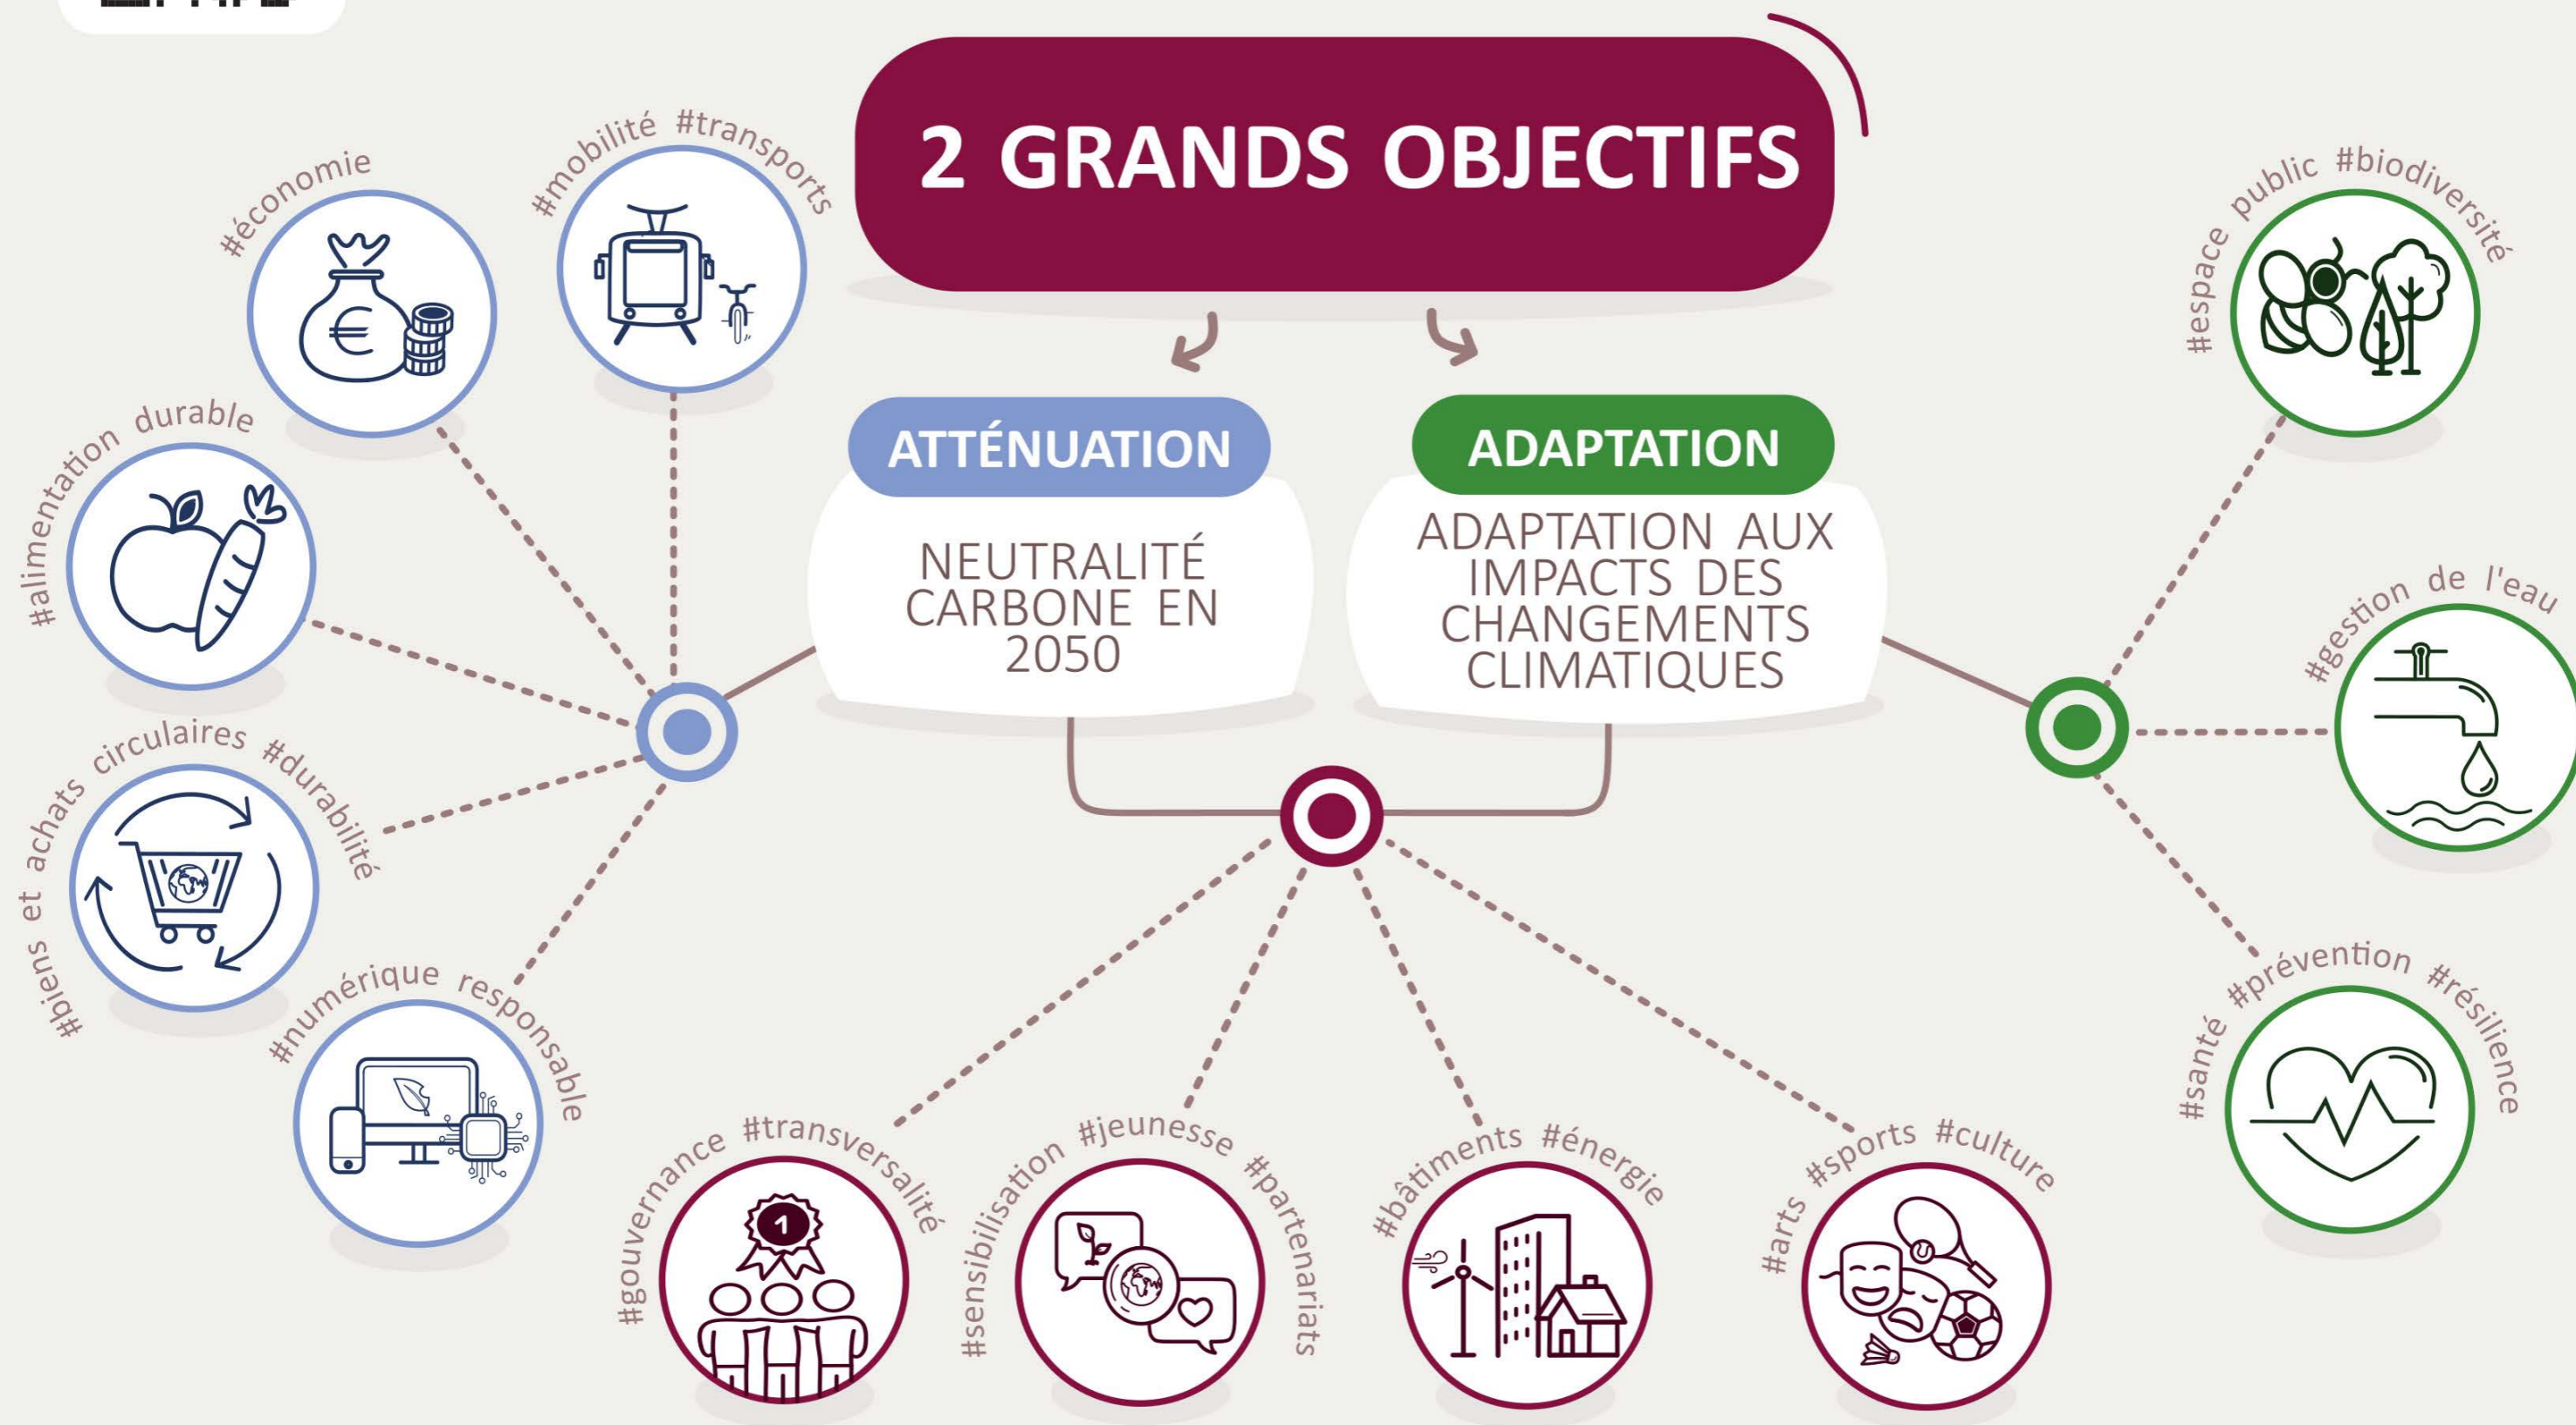 2 GRANDS OBJECTIFS
#économie
#mobilité #transports
#espace public #biodiversité
#alimentation durable
ATTÉNUATION
NEUTRALITÉ
CARBONE EN
2050
ADAPTATION
ADAPTATION AUX
IMPACTS DES
CHANGEMENTS
CLIMATIQUES
#gestion de l'eau
€
#biens et achats circulaires #durabilité
#numérique responsable
#santé #prévention #résilience
#gouvernance #transversalité
1
#sensibilisation #jeunesse #partenariats
#bâtiments #énergie
#arts #sports #culture